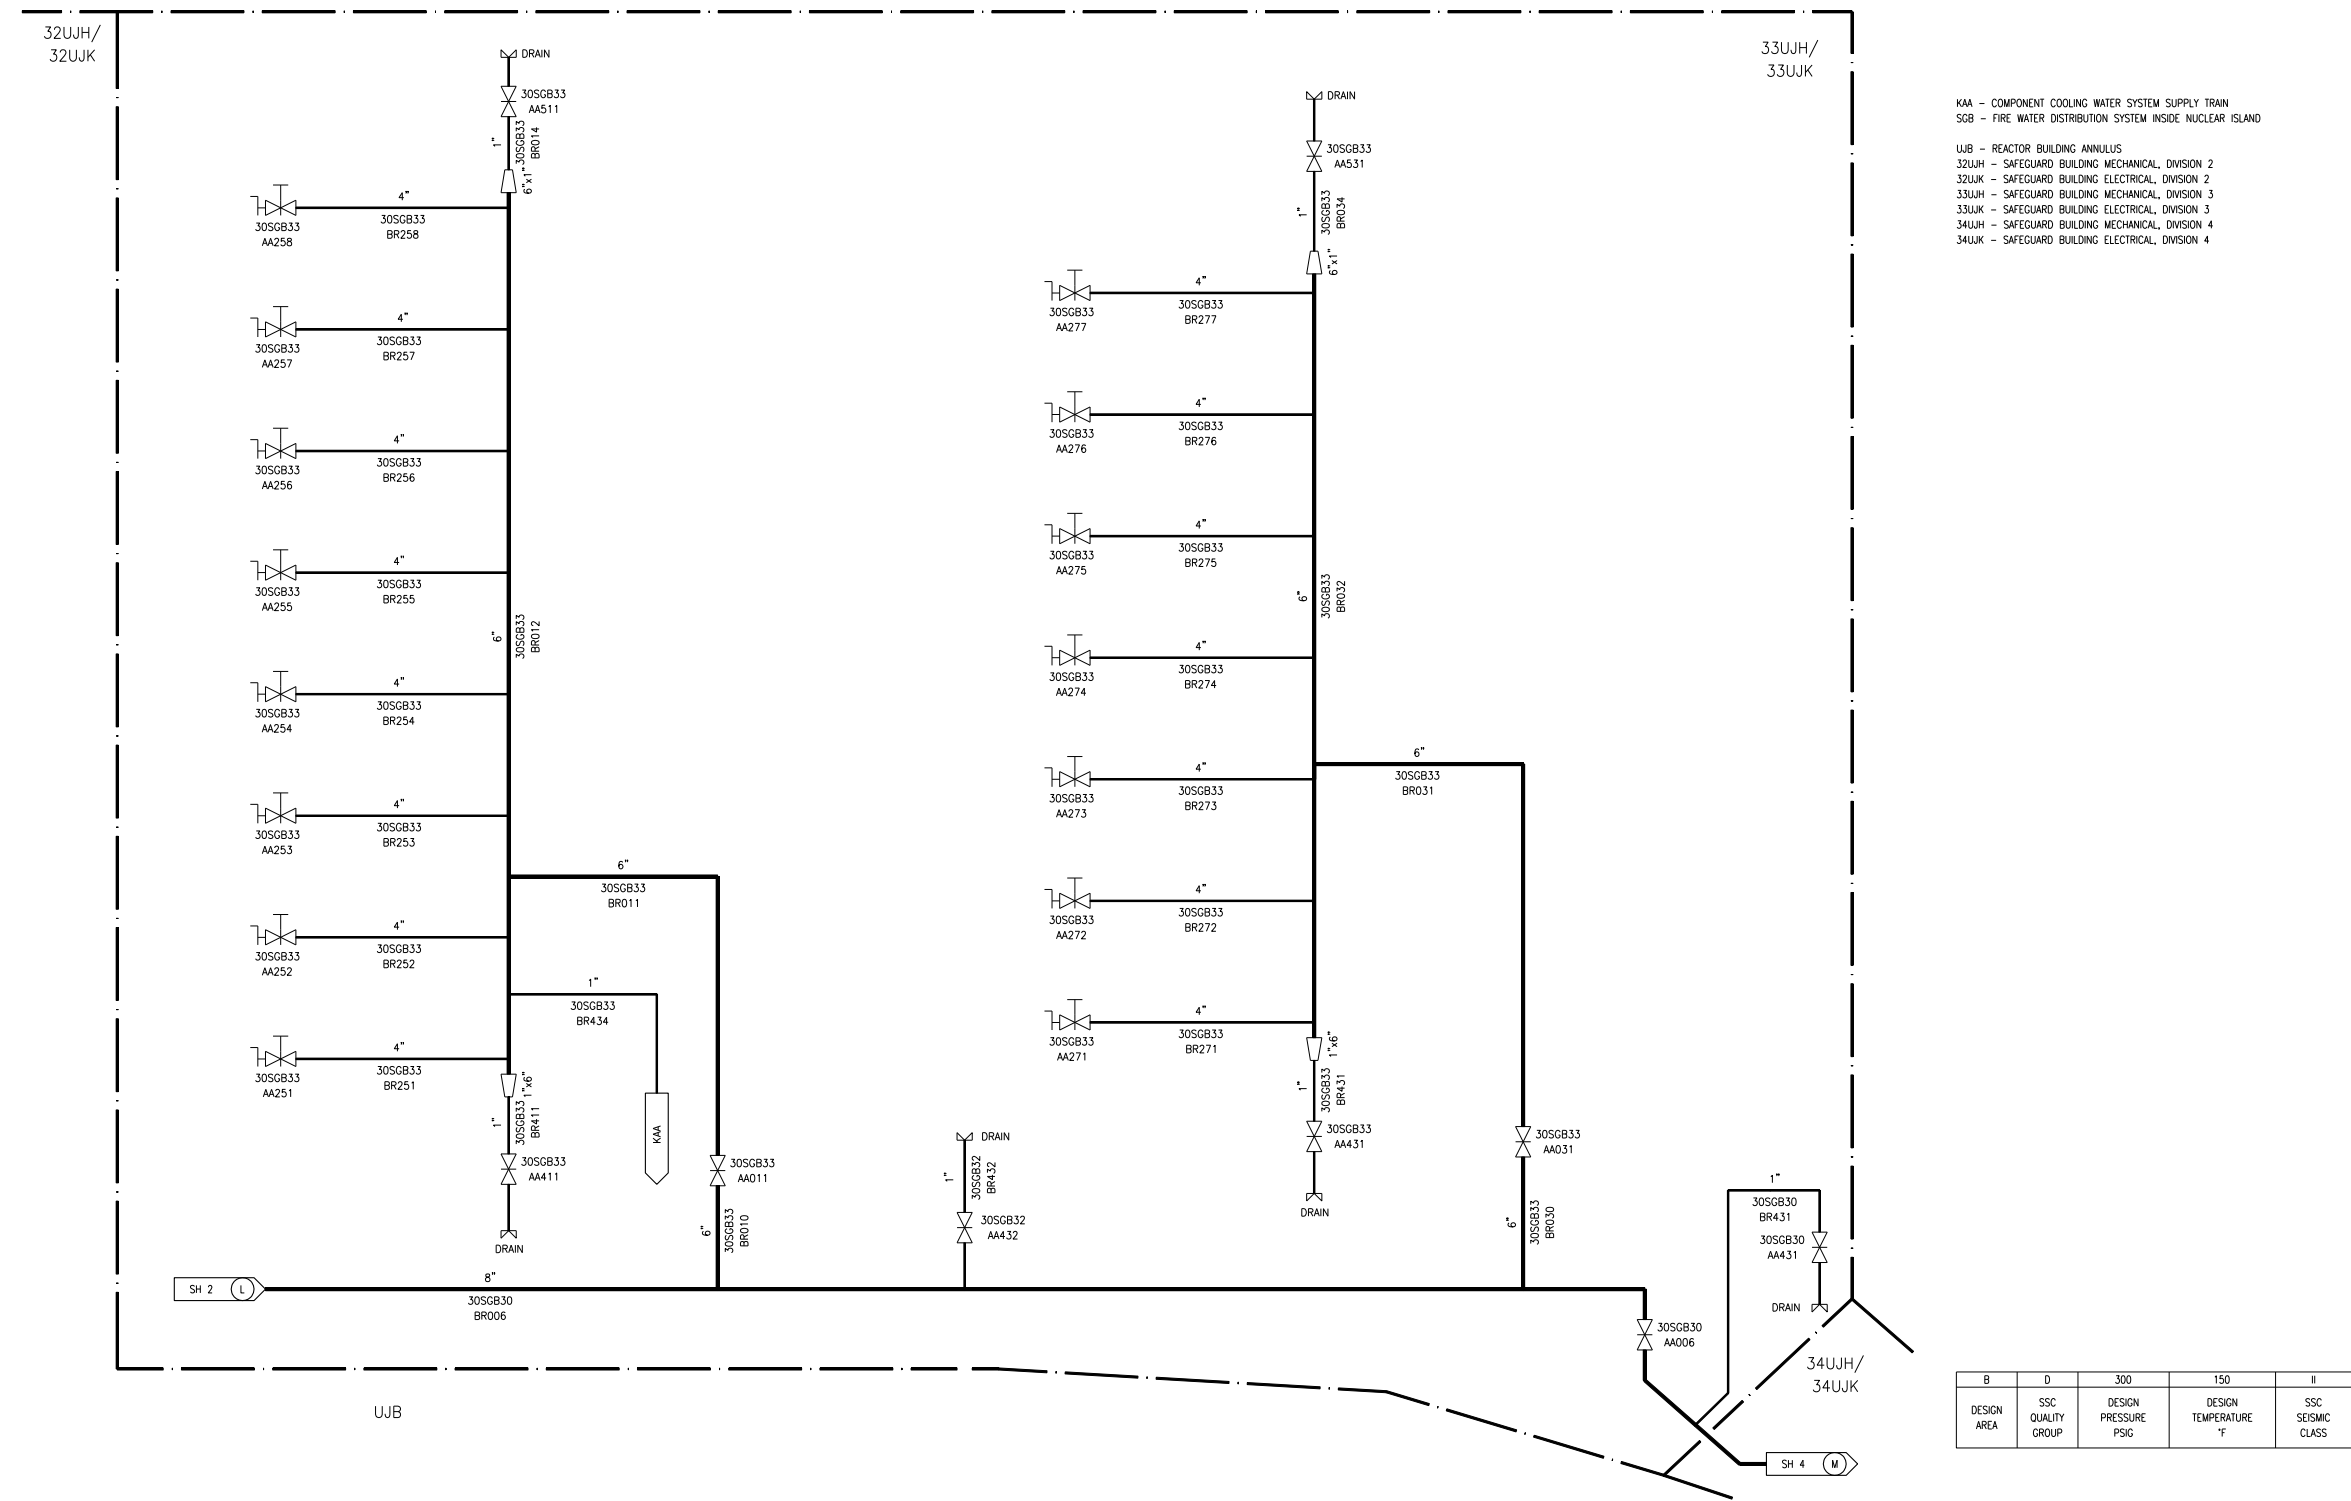 32UJH/
32UJK
33UJH/
33UJK
DRAIN
30SGB33
AA511
1"
30SGB33
BR014
6"x1"
4"
30SGB33
BR258
30SGB33
AA258
4"
30SGB33
BR257
30SGB33
AA257
4"
30SGB33
BR256
30SGB33
AA256
4"
30SGB33
BR255
30SGB33
AA255
6"
30SGB33
BR012
4"
30SGB33
BR254
30SGB33
AA254
4"
30SGB33
BR253
30SGB33
AA253
6"
30SGB33
BR011
4"
30SGB33
BR252
30SGB33
AA252
1"
30SGB33
BR434
4"
30SGB33
BR251
30SGB33
AA251
1"x6"
1"
30SGB33
BR411
KAA
30SGB33
AA411
DRAIN
30SGB33
AA011
6"
30SGB33
BR010
DRAIN
1"
30SGB32
BR432
30SGB32
AA432
DRAIN
30SGB33
AA531
1"
30SGB33
BR034
6"x1"
4"
30SGB33
BR277
30SGB33
AA277
4"
30SGB33
BR276
30SGB33
AA276
4"
30SGB33
BR275
30SGB33
AA275
6"
30SGB33
BR032
4"
30SGB33
BR274
30SGB33
AA274
6"
30SGB33
BR031
4"
30SGB33
BR273
30SGB33
AA273
4"
30SGB33
BR272
30SGB33
AA272
4"
30SGB33
BR271
30SGB33
AA271
1"x6"
1"
30SGB33
BR431
30SGB33
AA431
DRAIN
30SGB33
AA031
6"
30SGB33
BR030
1"
30SGB30
BR431
30SGB30
AA431
DRAIN
SH 2 L
8"
30SGB30
BR006
30SGB30
AA006
34UJH/
34UJK
UJB
SH 4 M
KAA – COMPONENT COOLING WATER SYSTEM SUPPLY TRAIN
SGB – FIRE WATER DISTRIBUTION SYSTEM INSIDE NUCLEAR ISLAND
UJB – REACTOR BUILDING ANNULUS
32UJH – SAFEGUARD BUILDING MECHANICAL, DIVISION 2
32UJK – SAFEGUARD BUILDING ELECTRICAL, DIVISION 2
33UJH – SAFEGUARD BUILDING MECHANICAL, DIVISION 3
33UJK – SAFEGUARD BUILDING ELECTRICAL, DIVISION 3
34UJH – SAFEGUARD BUILDING MECHANICAL, DIVISION 4
34UJK – SAFEGUARD BUILDING ELECTRICAL, DIVISION 4
B D 300 150 II
DESIGN
AREA
SSC
QUALITY
GROUP
DESIGN
PRESSURE
PSIG
DESIGN
TEMPERATURE
°F
SSC
SEISMIC
CLASS